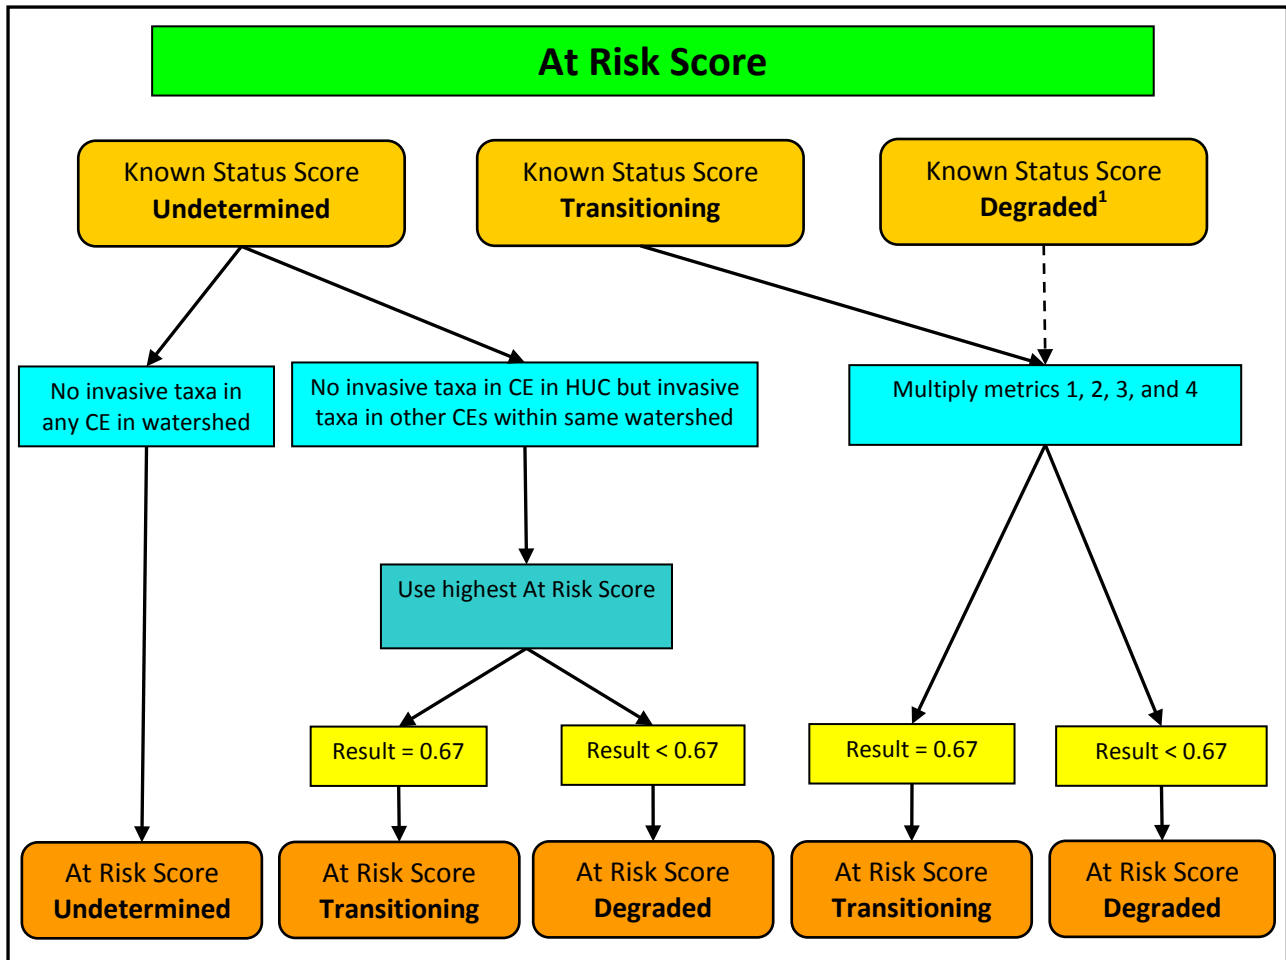 At Risk Score
Known Status Score
Undetermined
Known Status Score
Transitioning
Known Status Score
Degraded¹
No invasive taxa in
any CE in watershed
No invasive taxa in CE in HUC but invasive
taxa in other CEs within same watershed
Multiply metrics 1, 2, 3, and 4
Use highest At Risk Score
Result = 0.67
Result < 0.67
Result = 0.67
Result < 0.67
At Risk Score
Undetermined
At Risk Score
Transitioning
At Risk Score
Degraded
At Risk Score
Transitioning
At Risk Score
Degraded